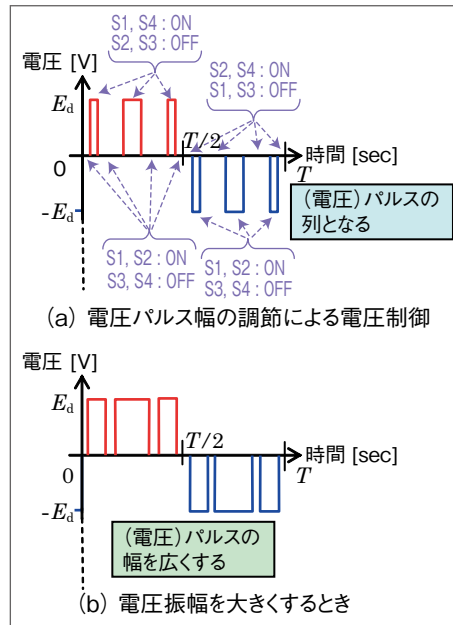 S1, S4 : ON
S2, S3 : OFF
電圧 [V]
S2, S4 : ON
S1, S3 : OFF
E_d
T/2
時間 [sec]
0
T
(電圧)パルスの
列となる
-E_d
S1, S2 : ON
S3, S4 : OFF
S1, S2 : ON
S3, S4 : OFF
(a) 電圧パルス幅の調節による電圧制御
電圧 [V]
E_d
T/2
時間 [sec]
0
T
-E_d
(電圧)パルスの
幅を広くする
(b) 電圧振幅を大きくするとき